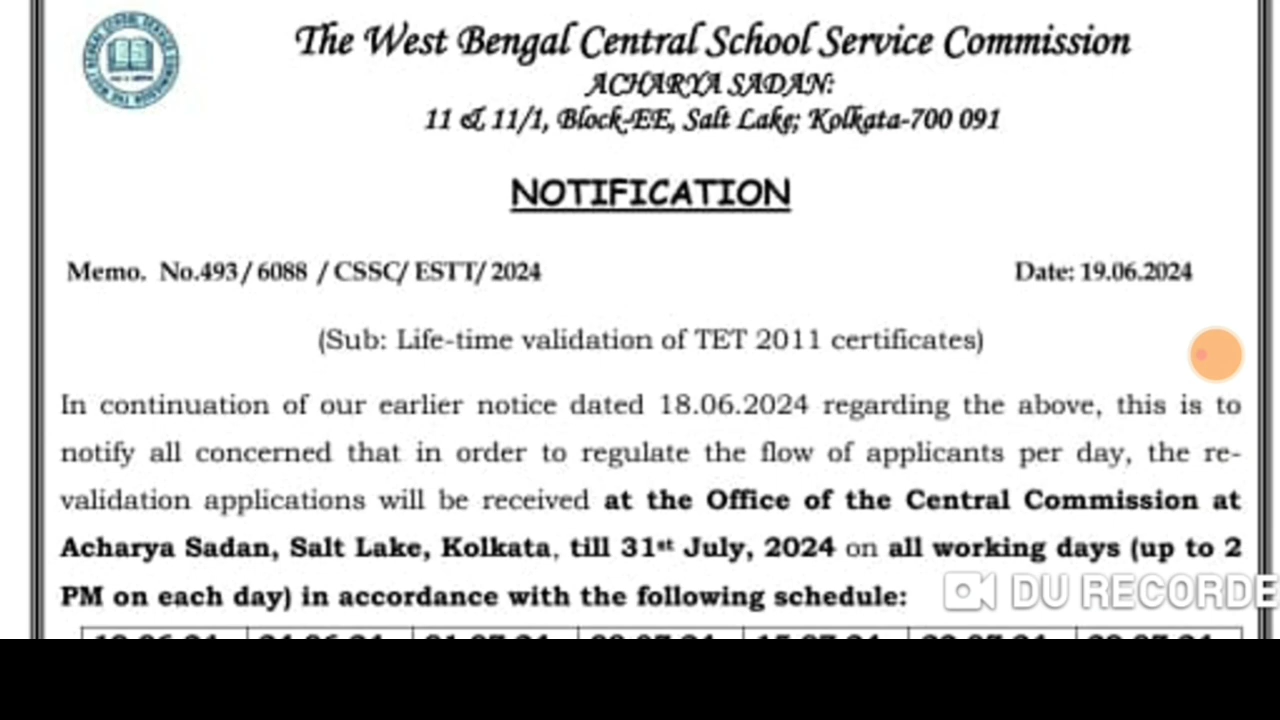 The West Bengal Central School Service Commission
ACHARYA SADAN:
11 & 11/1, Block-EE, Salt Lake; Kolkata-700 091
NOTIFICATION
Memo. No.493/6088 /CSSC/ESTT/2024 Date: 19.06.2024
(Sub: Life-time validation of TET 2011 certificates)
In continuation of our earlier notice dated 18.06.2024 regarding the above, this is to
notify all concerned that in order to regulate the flow of applicants per day, the re-
validation applications will be received at the Office of the Central Commission at
Acharya Sadan, Salt Lake, Kolkata, till 31st July, 2024 on all working days (up to 2
PM on each day) in accordance with the following schedule:
DU RECORDE